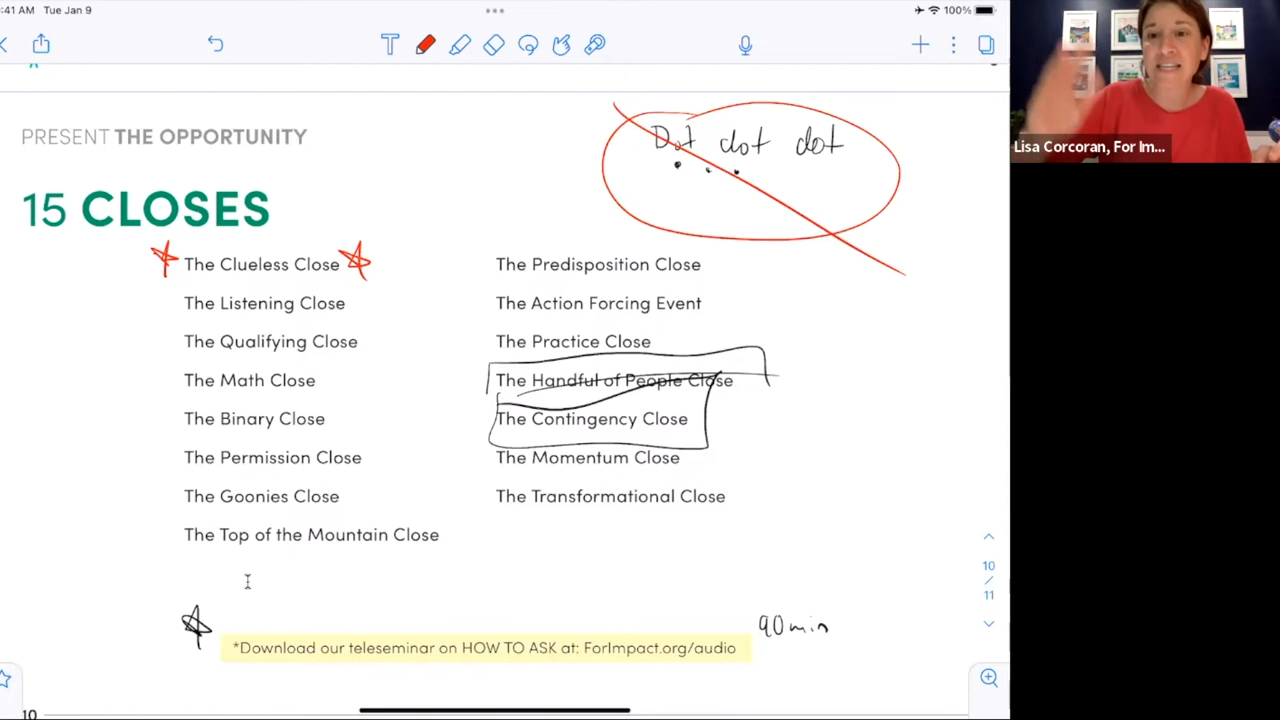 :41 AM Tue Jan 9
100%
PRESENT THE OPPORTUNITY
Dot dot dot
15 CLOSES
The Clueless Close
The Listening Close
The Qualifying Close
The Math Close
The Binary Close
The Permission Close
The Goonies Close
The Top of the Mountain Close
The Predisposition Close
The Action Forcing Event
The Practice Close
The Handful of People Close
The Contingency Close
The Momentum Close
The Transformational Close
90min
*Download our teleseminar on HOW TO ASK at: ForImpact.org/audio
10
/
11
10
Lisa Corcoran, For Im...